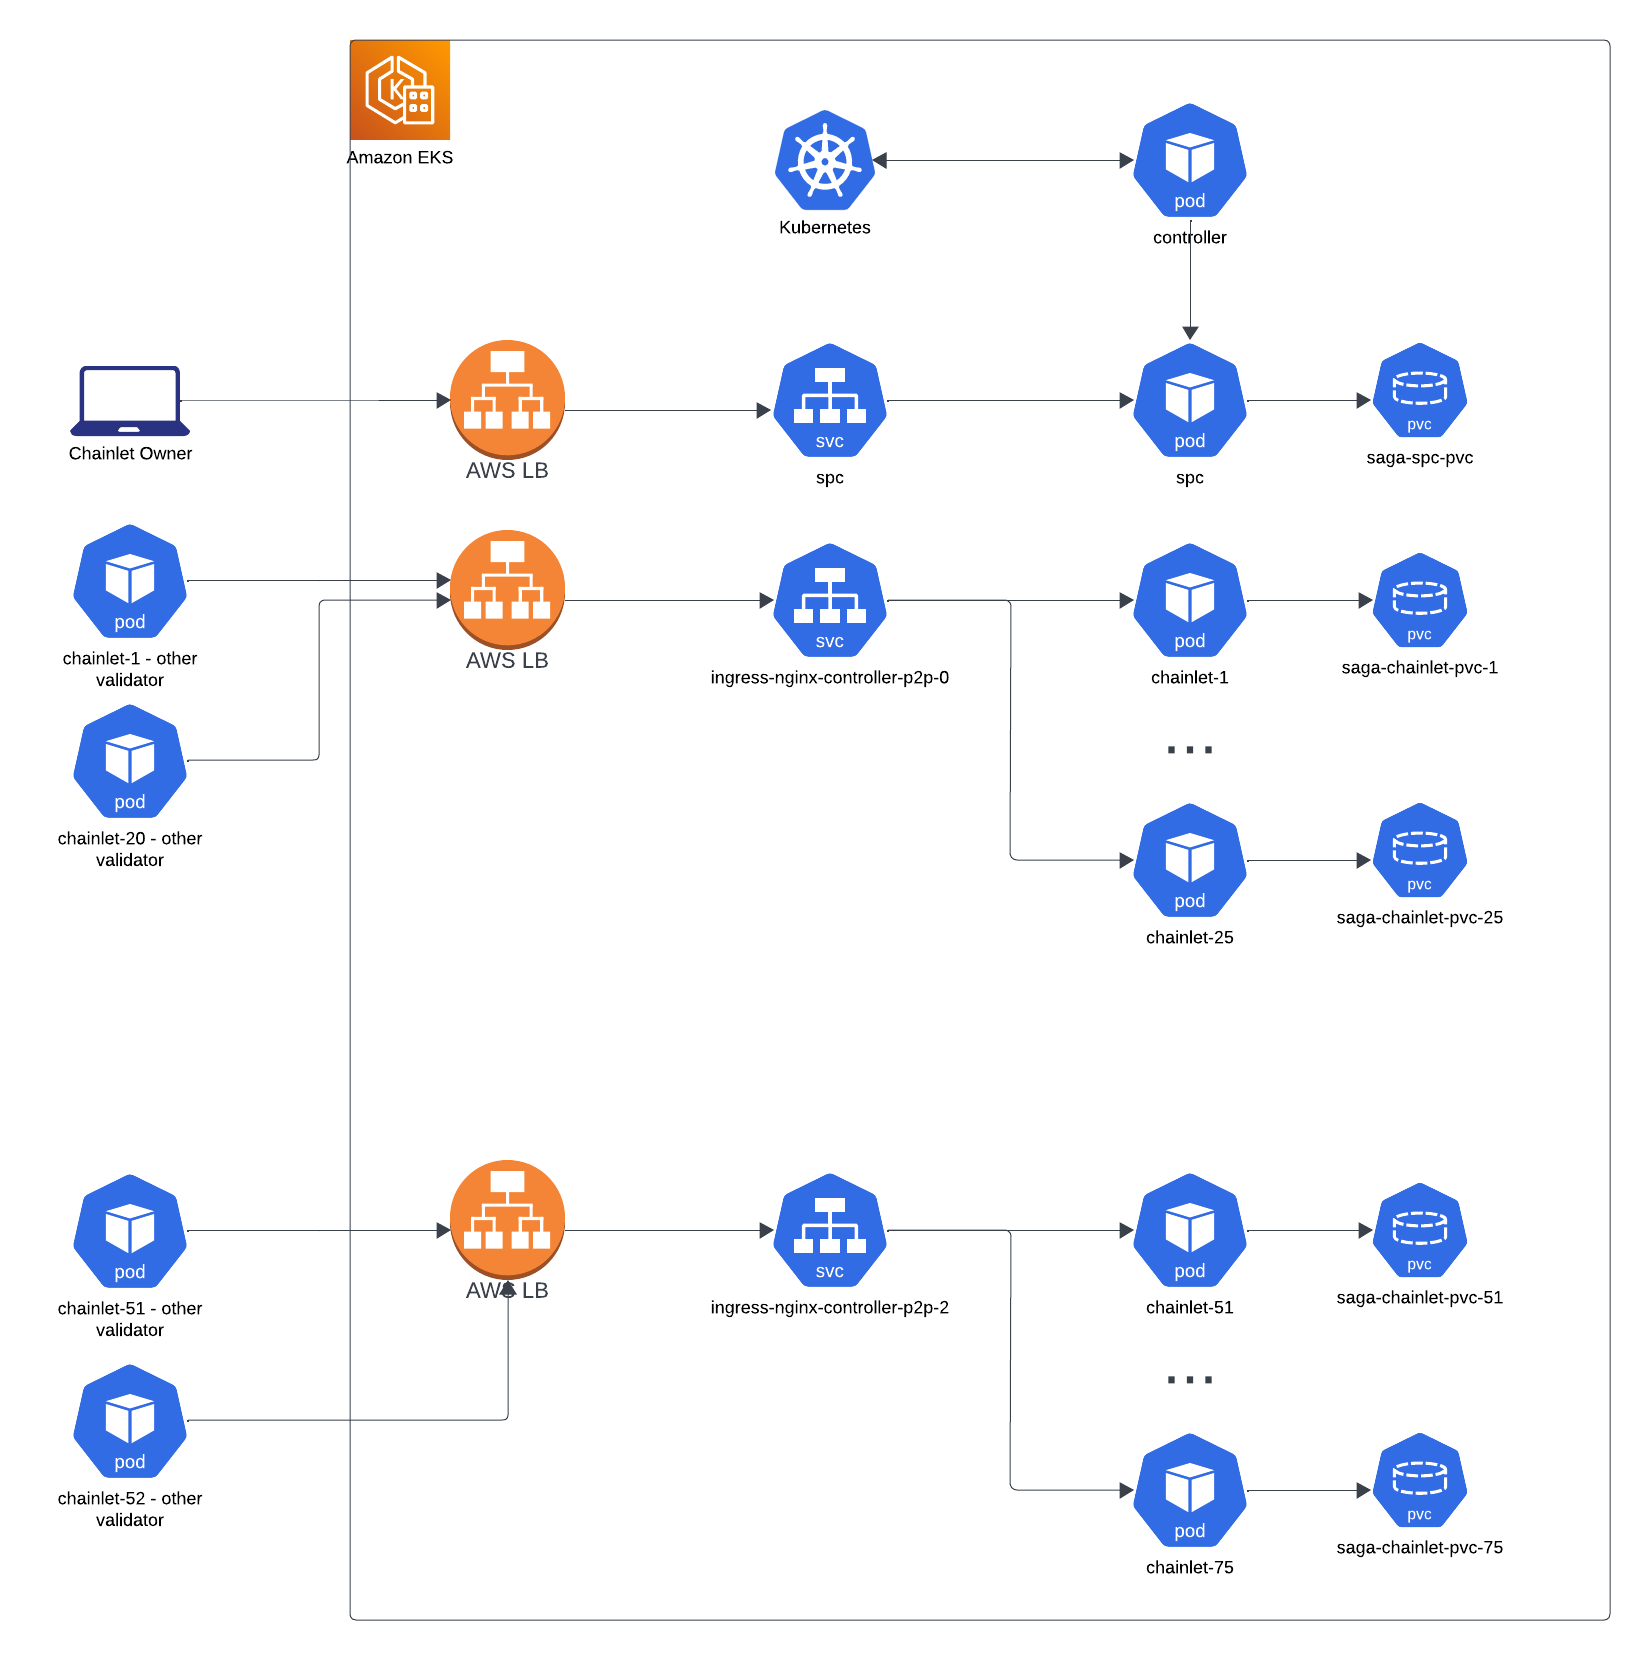 Amazon EKS
Kubernetes
pod
controller
Chainlet Owner
AWS LB
svc
spc
pod
spc
pvc
saga-spc-pvc
pod
chainlet-1 - other
validator
AWS LB
svc
ingress-nginx-controller-p2p-0
pod
chainlet-1
pvc
saga-chainlet-pvc-1
...
pod
chainlet-20 - other
validator
pod
chainlet-25
pvc
saga-chainlet-pvc-25
pod
chainlet-51 - other
validator
AWS LB
svc
ingress-nginx-controller-p2p-2
pod
chainlet-51
pvc
saga-chainlet-pvc-51
...
pod
chainlet-52 - other
validator
pod
chainlet-75
pvc
saga-chainlet-pvc-75